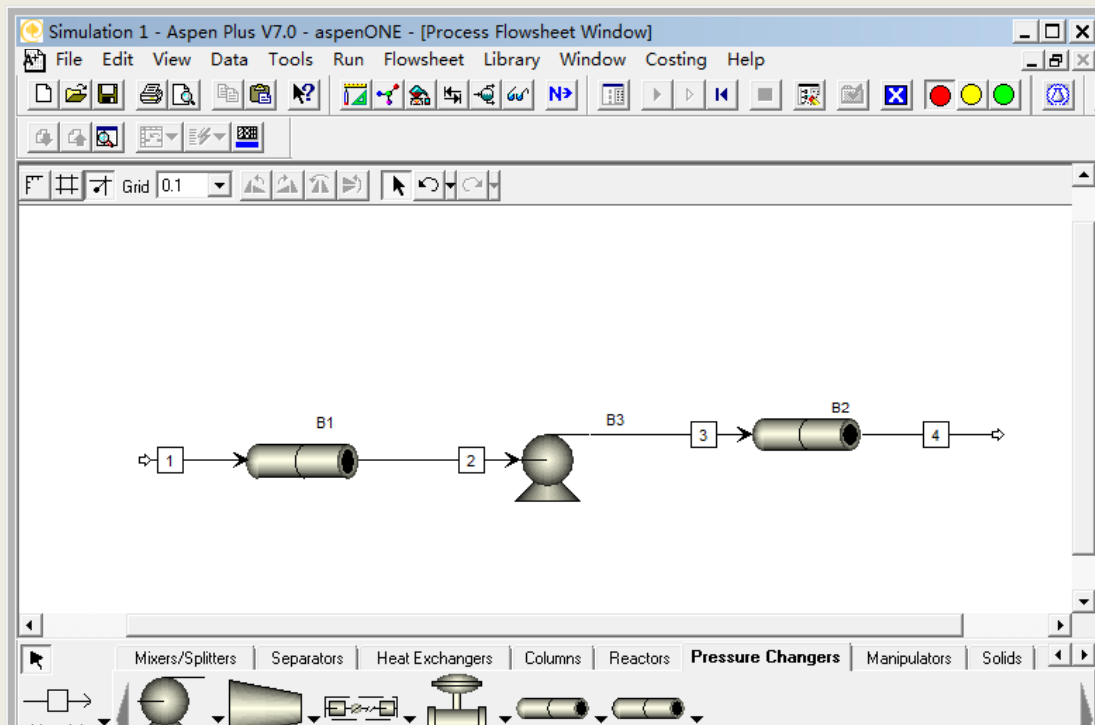 Simulation 1 - Aspen Plus V7.0 - aspenONE - [Process Flowsheet Window]
File Edit View Data Tools Run Flowsheet Library Window Costing Help
N
Grid 0.1
B1
B3
B2
1
2
3
4
Mixers/Splitters Separators Heat Exchangers Columns Reactors Pressure Changers Manipulators Solids